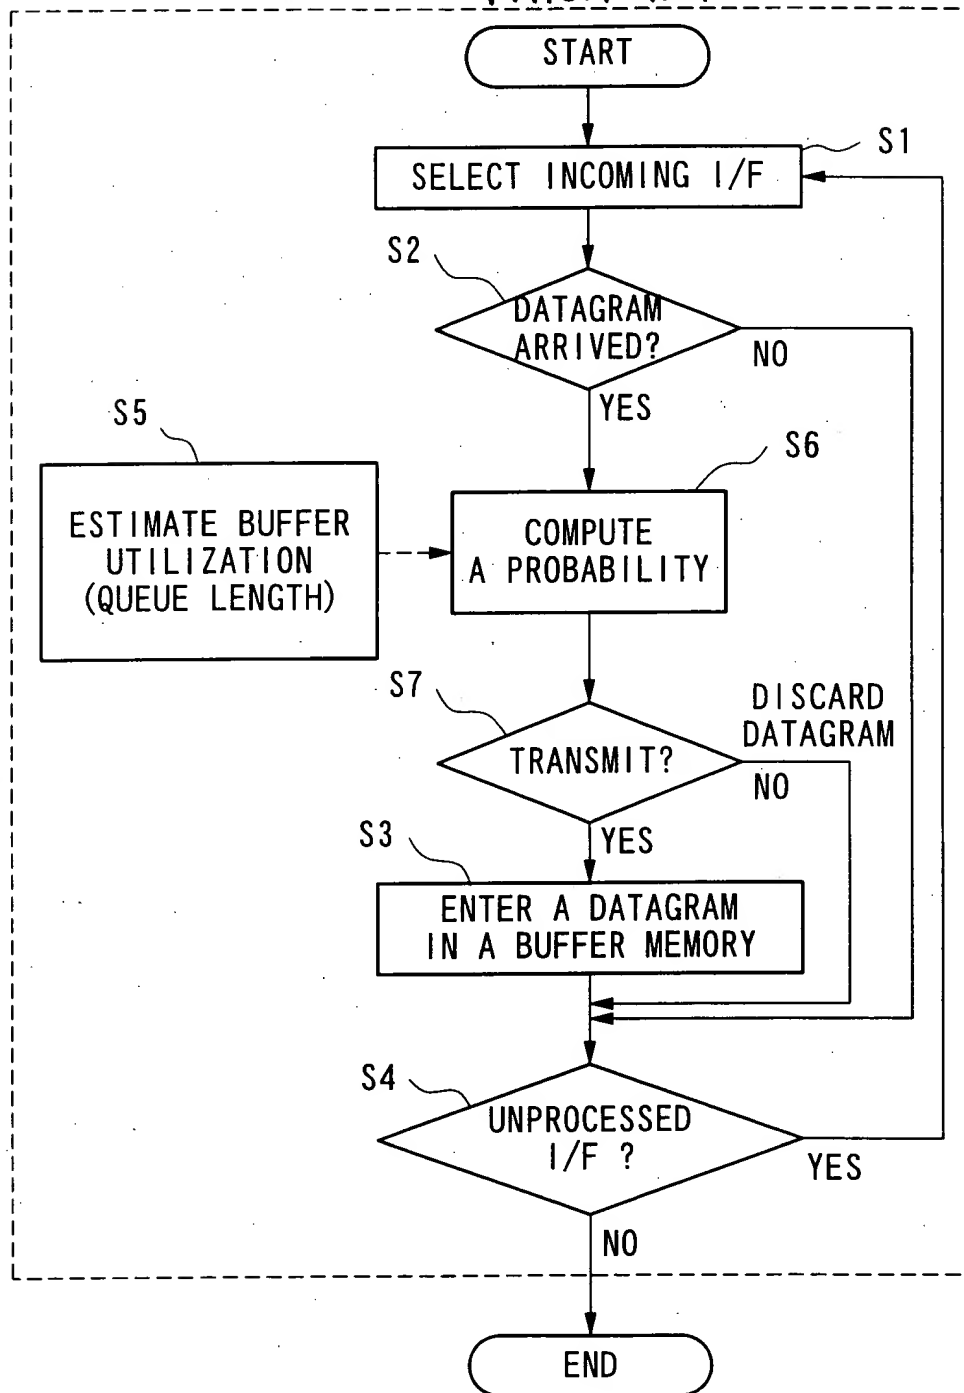 START
S1
SELECT INCOMING I/F
S2
DATAGRAM
ARRIVED?
NO
YES
S5
S6
ESTIMATE BUFFER
UTILIZATION
(QUEUE LENGTH)
COMPUTE
A PROBABILITY
S7
DISCARD
DATAGRAM
TRANSMIT?
NO
YES
S3
ENTER A DATAGRAM
IN A BUFFER MEMORY
S4
UNPROCESSED
I/F ?
YES
NO
END